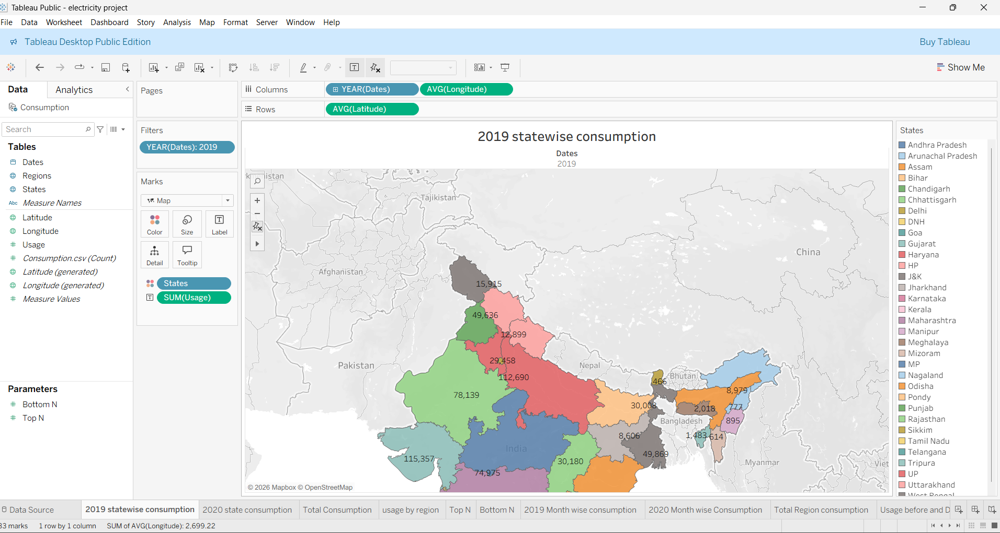 Tableau Public - electricity project
File Data Worksheet Dashboard Story Analysis Map Format Server Window Help
Tableau Desktop Public Edition Buy Tableau
Show Me
Data Analytics
Consumption
Search
Tables
Dates
Regions
States
Abc Measure Names
Latitude
Longitude
Usage
Consumption.csv (Count)
Latitude (generated)
Longitude (generated)
Measure Values
Parameters
Bottom N
Top N
Pages
Filters
YEAR(Dates): 2019
Marks
Map
Color Size Label
Detail Tooltip
States
SUM(Usage)
Columns YEAR(Dates) AVG(Longitude)
Rows AVG(Latitude)
2019 statewise consumption
Dates
2019
Tajikistan
China
Afghanistan
15,915
49,636
12,899
Pakistan
29,458
Nepal
112,690
466
Bhutan
8,979
78,139
30,008
2,018
777
Bangladesh
895
8,606
1,483
614
India
49,869
115,357
30,180
Myanmar
Viet
74,975
© 2026 Mapbox © OpenStreetMap
States
Andhra Pradesh
Arunachal Pradesh
Assam
Bihar
Chandigarh
Chhattisgarh
Delhi
DNH
Goa
Gujarat
Haryana
HP
J&K
Jharkhand
Karnataka
Kerala
Maharashtra
Manipur
Meghalaya
Mizoram
MP
Nagaland
Odisha
Pondy
Punjab
Rajasthan
Sikkim
Tamil Nadu
Telangana
Tripura
UP
Uttarakhand
West Bengal
Data Source 2019 statewise consumption 2020 state consumption Total Consumption usage by region Top N Bottom N 2019 Month wise consumption 2020 Month wise Consumption Total Region consumption Usage before and D
33 marks 1 row by 1 column SUM of AVG(Longitude): 2,699.22